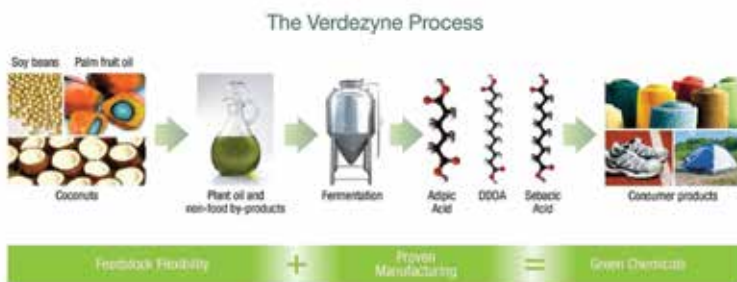 The Verdezyne Process
Soy beans Palm fruit oil
Coconuts
Plant oil and
non-food by-products
Fermentation
Adipic
Acid
DDDA
Sebacic
Acid
Consumer products
Feedstock Flexibility
+
Proven
Manufacturing
=
Green Chemicals